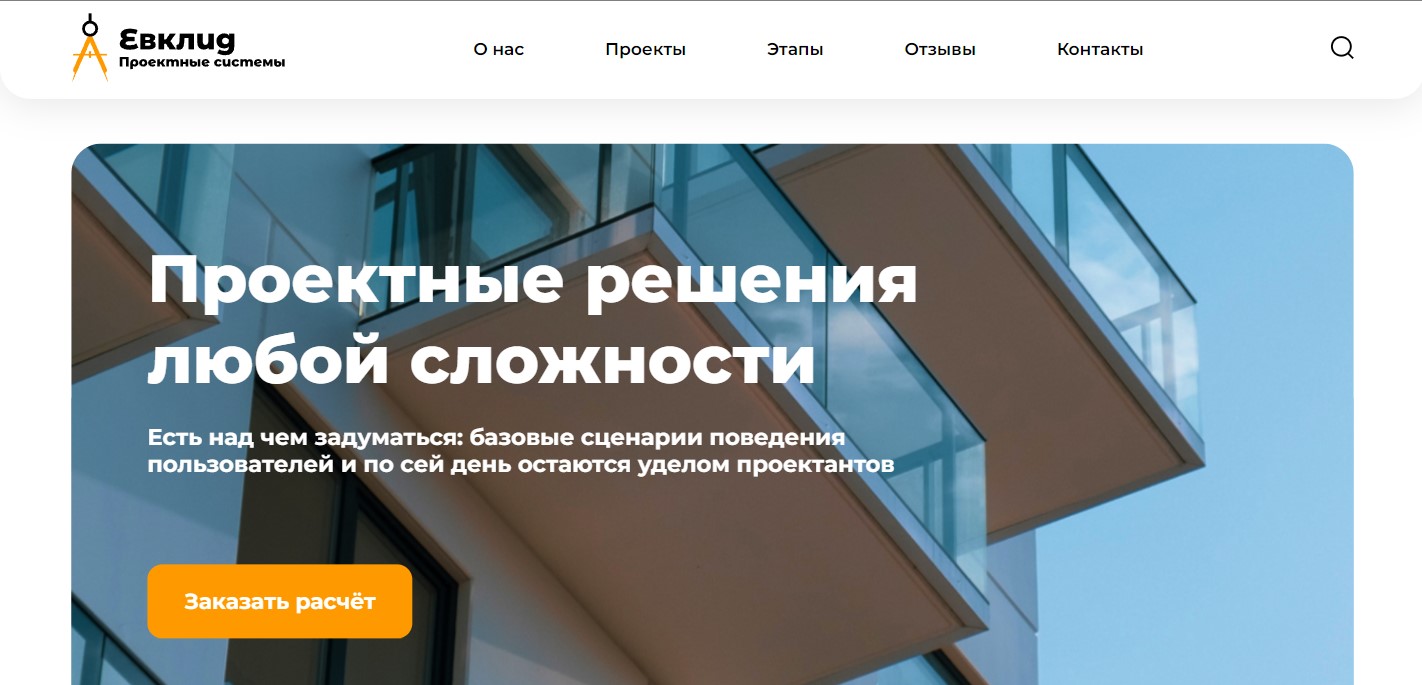 Евклид
Проектные системы
О нас
Проекты
Этапы
Отзывы
Контакты
Проектные решения
любой сложности
Есть над чем задуматься: базовые сценарии поведения
пользователей и по сей день остаются уделом проектантов
Заказать расчёт